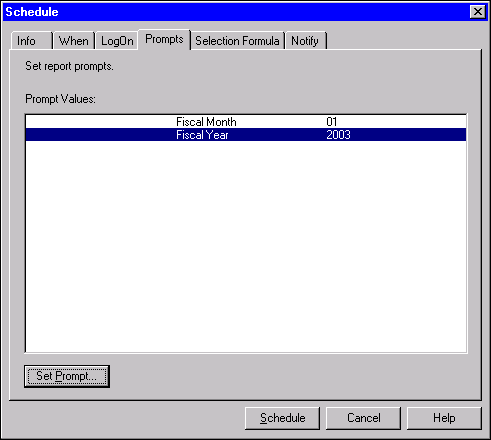 Schedule
Info When LogOn Prompts Selection Formula Notify
Set report prompts.
Prompt Values:
Fiscal Month 01
Fiscal Year 2003
Set Prompt...
Schedule Cancel Help